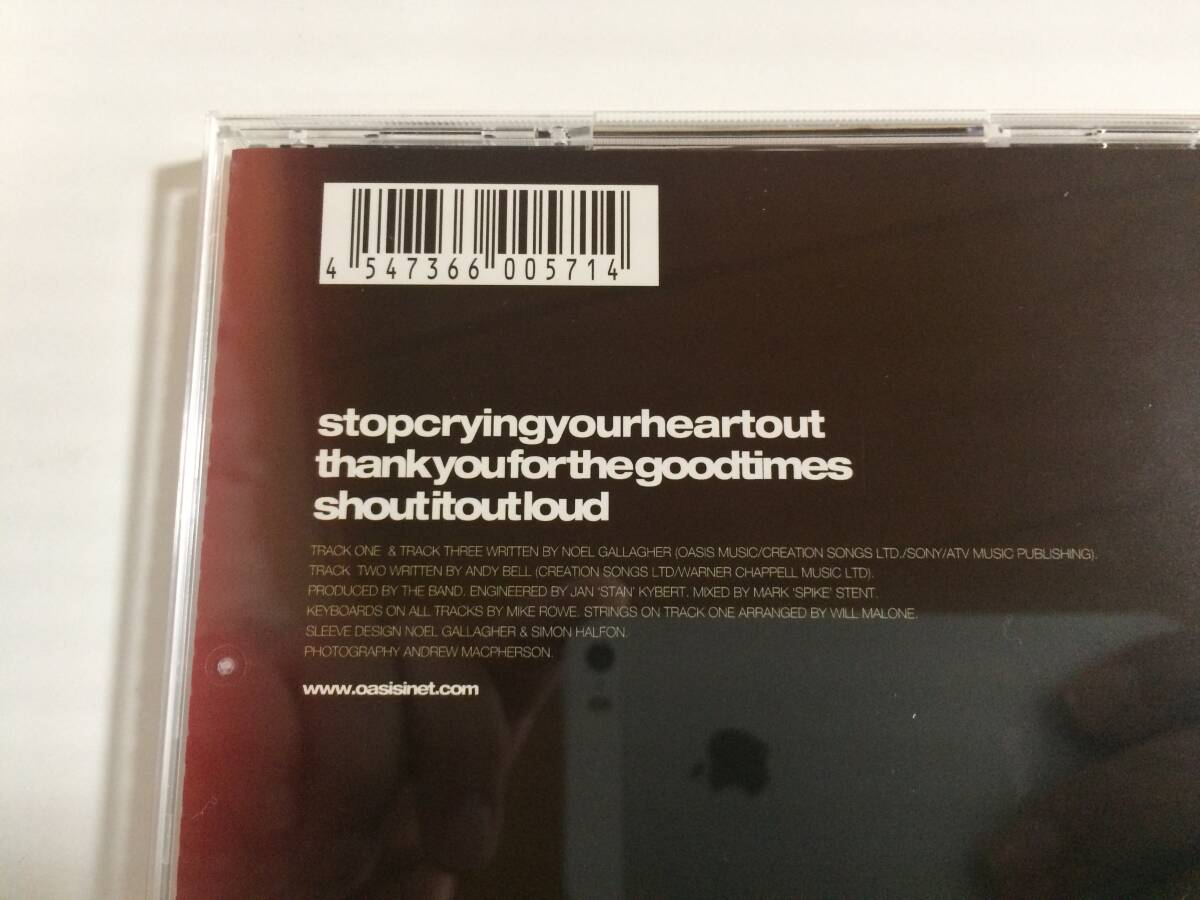 4 547366 005714
stopcryingyourheartout
thankyouforthegoodtimes
shoutitoutloud
TRACK ONE & TRACK THREE WRITTEN BY NOEL GALLAGHER (OASIS MUSIC/CREATION SONGS LTD./SONY/ATV MUSIC PUBLISHING).
TRACK TWO WRITTEN BY ANDY BELL (CREATION SONGS LTD/WARNER CHAPPELL MUSIC LTD).
PRODUCED BY THE BAND. ENGINEERED BY JAN 'STAN' KYBERT. MIXED BY MARK 'SPIKE' STENT.
KEYBOARDS ON ALL TRACKS BY MIKE ROWE. STRINGS ON TRACK ONE ARRANGED BY WILL MALONE.
SLEEVE DESIGN NOEL GALLAGHER & SIMON HALFON.
PHOTOGRAPHY ANDREW MACPHERSON.
www.oasisinet.com